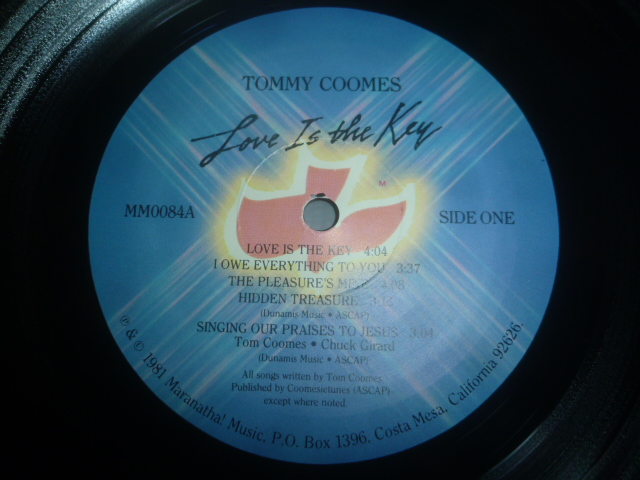 TOMMY COOMES
Love Is the Key
MM0084A
SIDE ONE
LOVE IS THE KEY 4:04
I OWE EVERYTHING TO YOU 3:37
THE PLEASURE'S MINE
HIDDEN TREASURE
(Dunamis Music • ASCAP)
SINGING OUR PRAISES TO JESUS 3:04
Tom Coomes • Chuck Girard
(Dunamis Music • ASCAP)
All songs written by Tom Coomes.
Published by Coomesietunes (ASCAP)
except where noted.
℗ & © 1981 Maranatha! Music, P.O. Box 1396, Costa Mesa, California 92626.